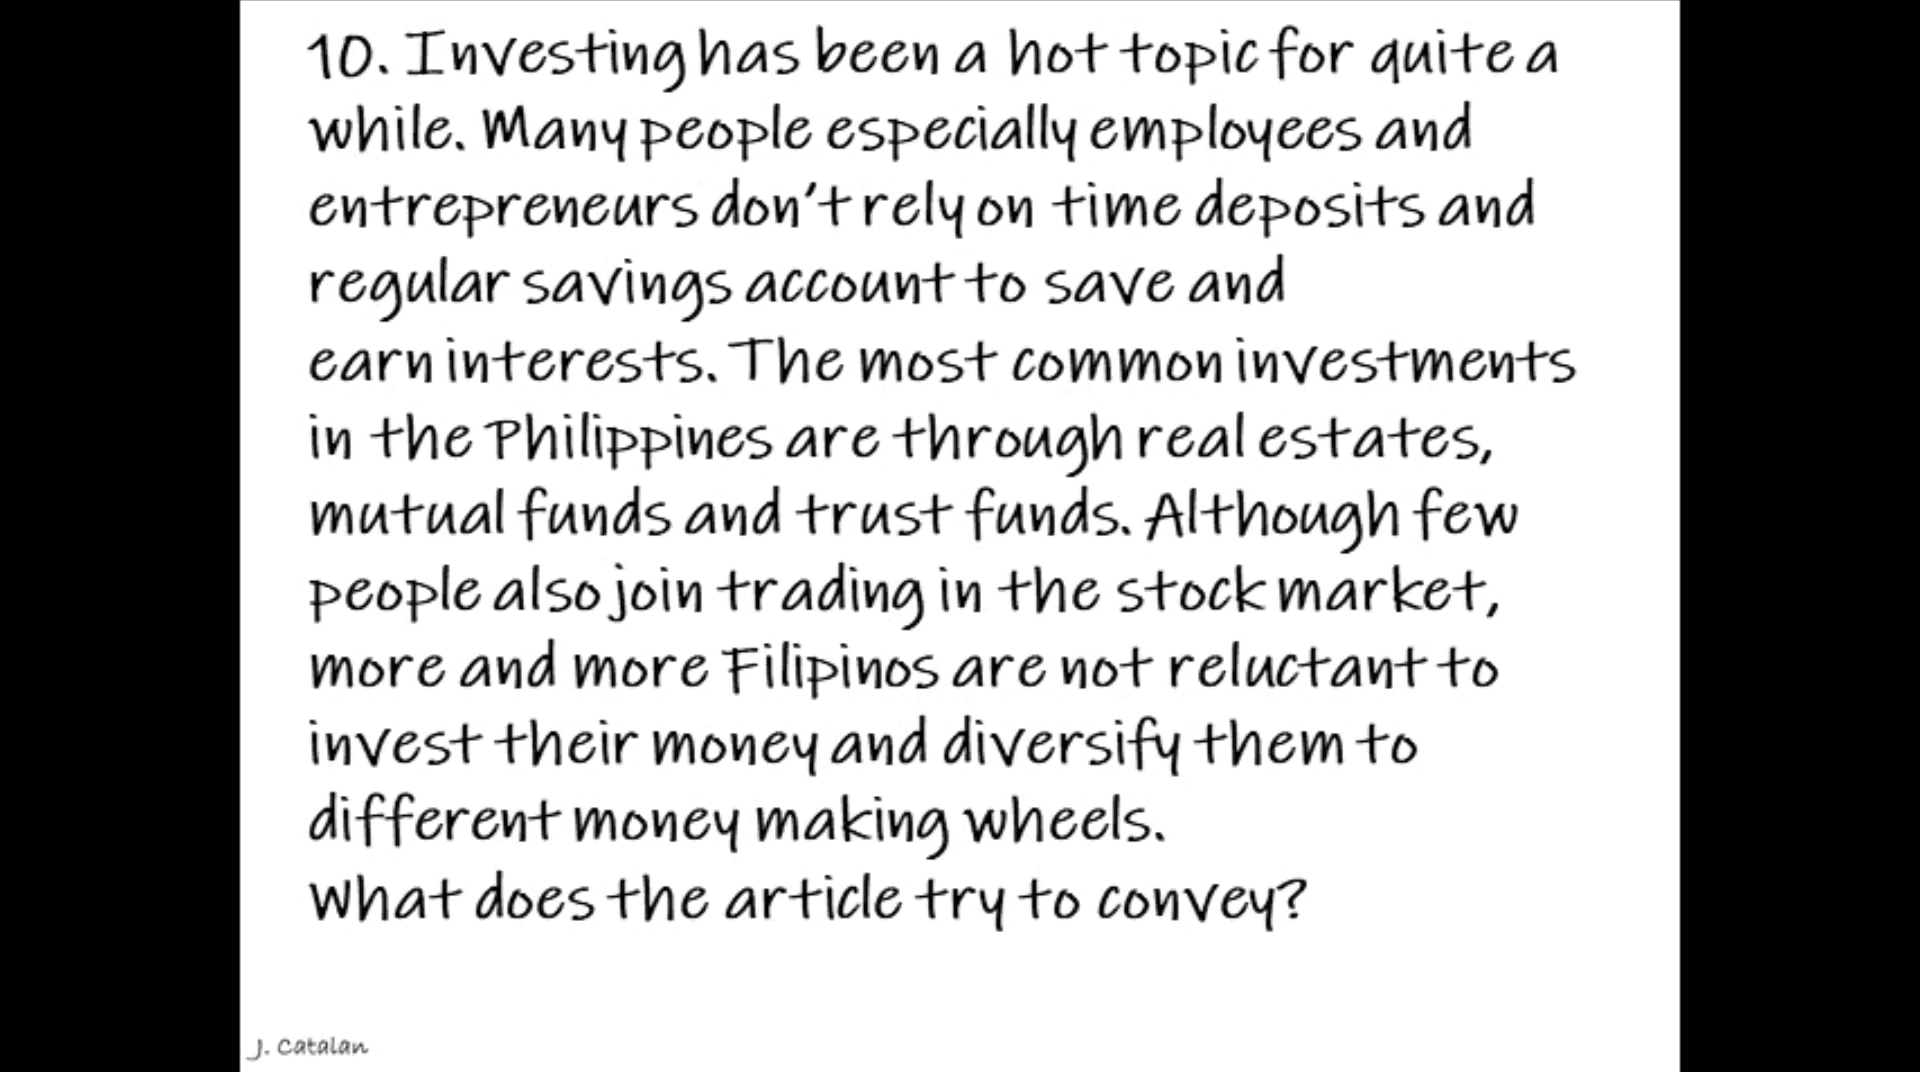 10. Investing has been a hot topic for quite a
while. Many people especially employees and
entrepreneurs don't rely on time deposits and
regular savings account to save and
earn interests. The most common investments
in the Philippines are through real estates,
mutual funds and trust funds. Although few
people also join trading in the stock market,
more and more Filipinos are not reluctant to
invest their money and diversify them to
different money making wheels.
What does the article try to convey?
J. Catalan